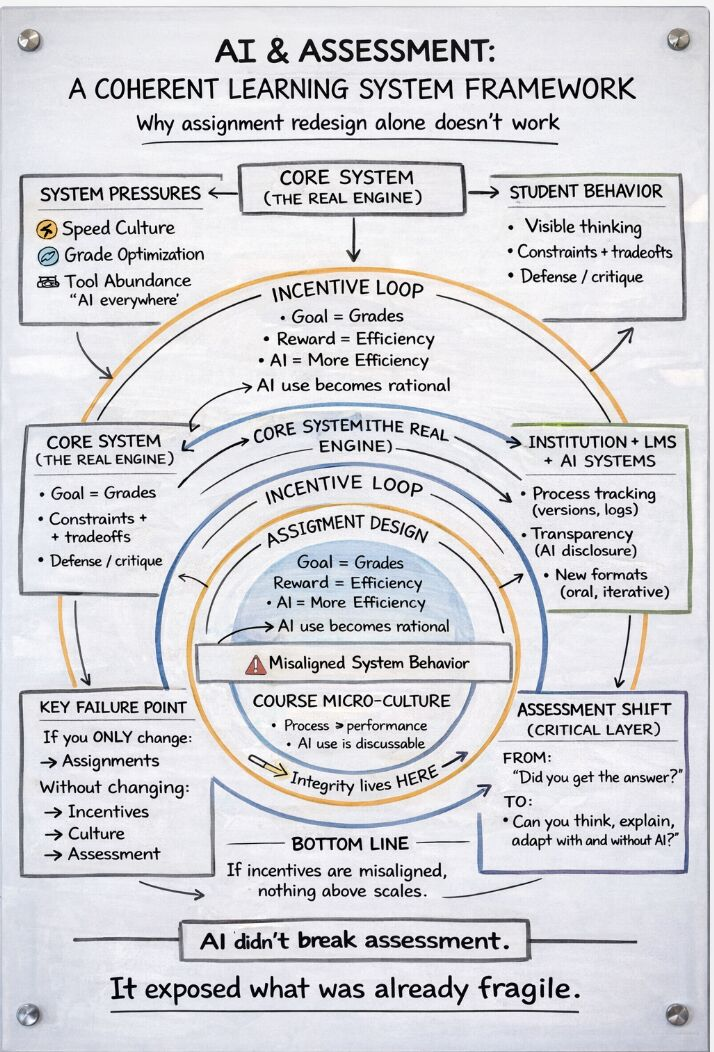 AI & ASSESSMENT:
A COHERENT LEARNING SYSTEM FRAMEWORK
Why assignment redesign alone doesn't work
SYSTEM PRESSURES
Speed Culture
Grade Optimization
Tool Abundance
"AI everywhere'
CORE SYSTEM
(THE REAL ENGINE)
STUDENT BEHAVIOR
• Visible thinking
• Constraints + tradeofts
• Defense / critique
INCENTIVE LOOP
• Goal = Grades
• Reward = Efficiency
• AI = More Efficiency
AI use becomes rational
CORE SYSTEM
(THE REAL ENGINE)
• Goal = Grades
• Constraints +
+ tradeoffs
• Defense / critique
CORE SYSTEMITHE REAL
ENGINE)
INCENTIVE LOOP
INSTITUTION + LMS
+ AI SYSTEMS
• Process tracking
(versions, logs)
• Transparency
(AI disclosure)
• New formats
(oral, iterative)
ASSIGTMENT DESIGN
Goal = Grades
Reward = Efficiency
• AI = More Efficiency
→ AI use becomes rational
⚠ Misaligned System Behavior
COURSE MICRO-CULTURE
• Process > performance
• AI use is discussable
Integrity lives HERE →
KEY FAILURE POINT
If you ONLY change:
→ Assignments
Without changing:
→ Incentives
→ Culture
→ Assessment
ASSESSMENT SHIFT
(CRITICAL LAYER)
FROM:
"Did you get the answer?"
TO:
• Can you think, explain,
adapt with and without AI?"
BOTTOM LINE
If incentives are misaligned,
nothing above scales.
AI didn't break assessment.
It exposed what was already fragile.